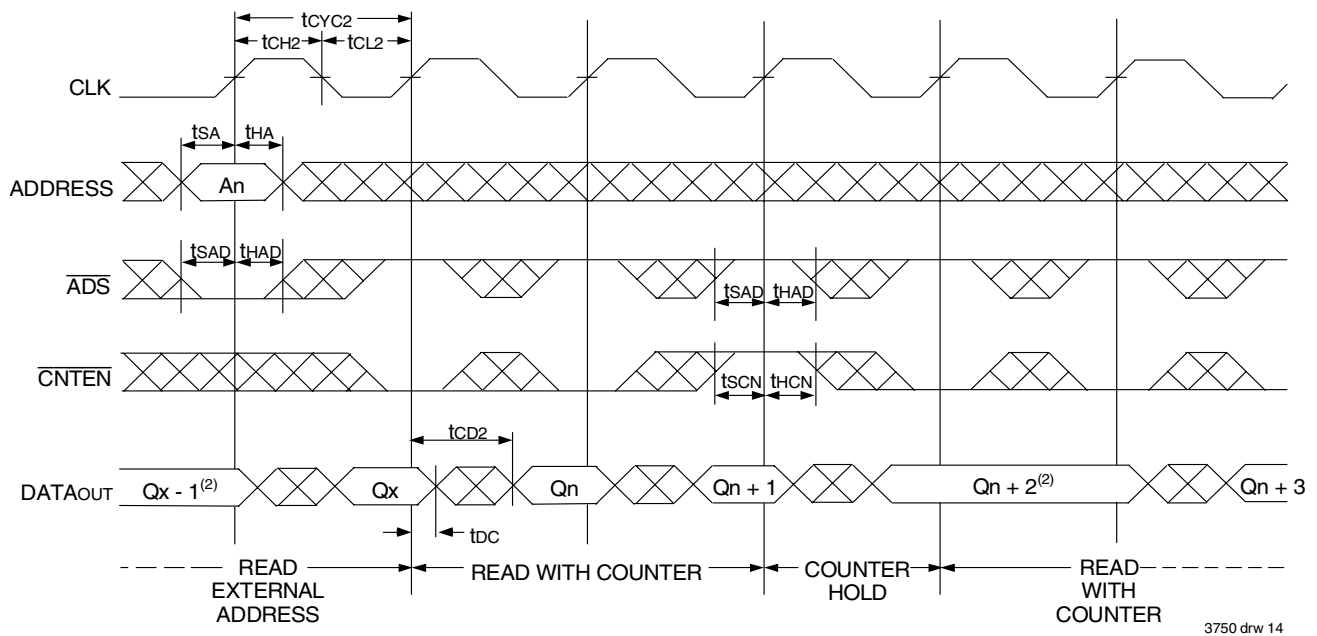 tCYC2
tCH2 tCL2
CLK
tSA tHA
ADDRESS An
tSAD tHAD
ADS
tSAD tHAD
CNTEN
tSCN tHCN
tCD2
DATAOUT Qx - 1(2) Qx Qn Qn + 1 Qn + 2(2) Qn + 3
tDC
READ EXTERNAL ADDRESS
READ WITH COUNTER
COUNTER HOLD
READ WITH COUNTER
3750 drw 14